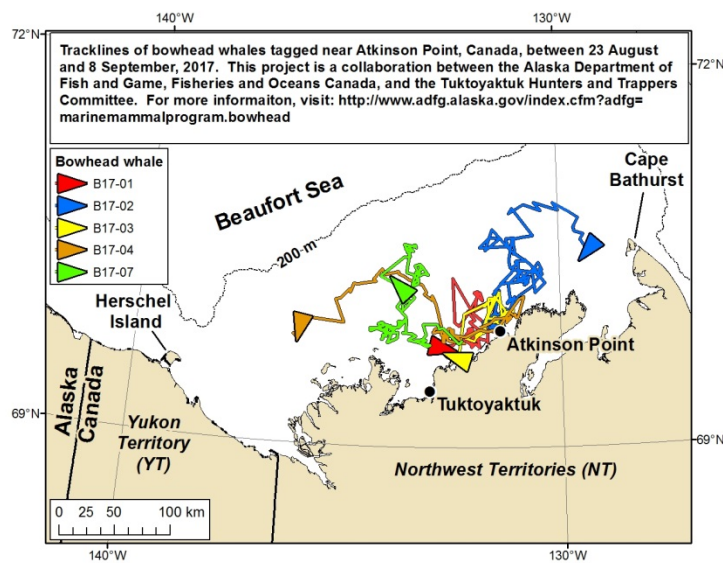 140°W
130°W
72°N
72°N
Tracklines of bowhead whales tagged near Atkinson Point, Canada, between 23 August
and 8 September, 2017. This project is a collaboration between the Alaska Department of
Fish and Game, Fisheries and Oceans Canada, and the Tuktoyaktuk Hunters and Trappers
Committee. For more informaiton, visit: http://www.adfg.alaska.gov/index.cfm?adfg=
marinemammalprogram.bowhead
Bowhead whale
B17-01
B17-02
B17-03
B17-04
B17-07
Beaufort Sea
200-m
Cape
Bathurst
Herschel
Island
Atkinson Point
Tuktoyaktuk
69°N
69°N
Alaska
Canada
Yukon
Territory
(YT)
Northwest Territories (NT)
0 25 50 100 km
140°W
130°W